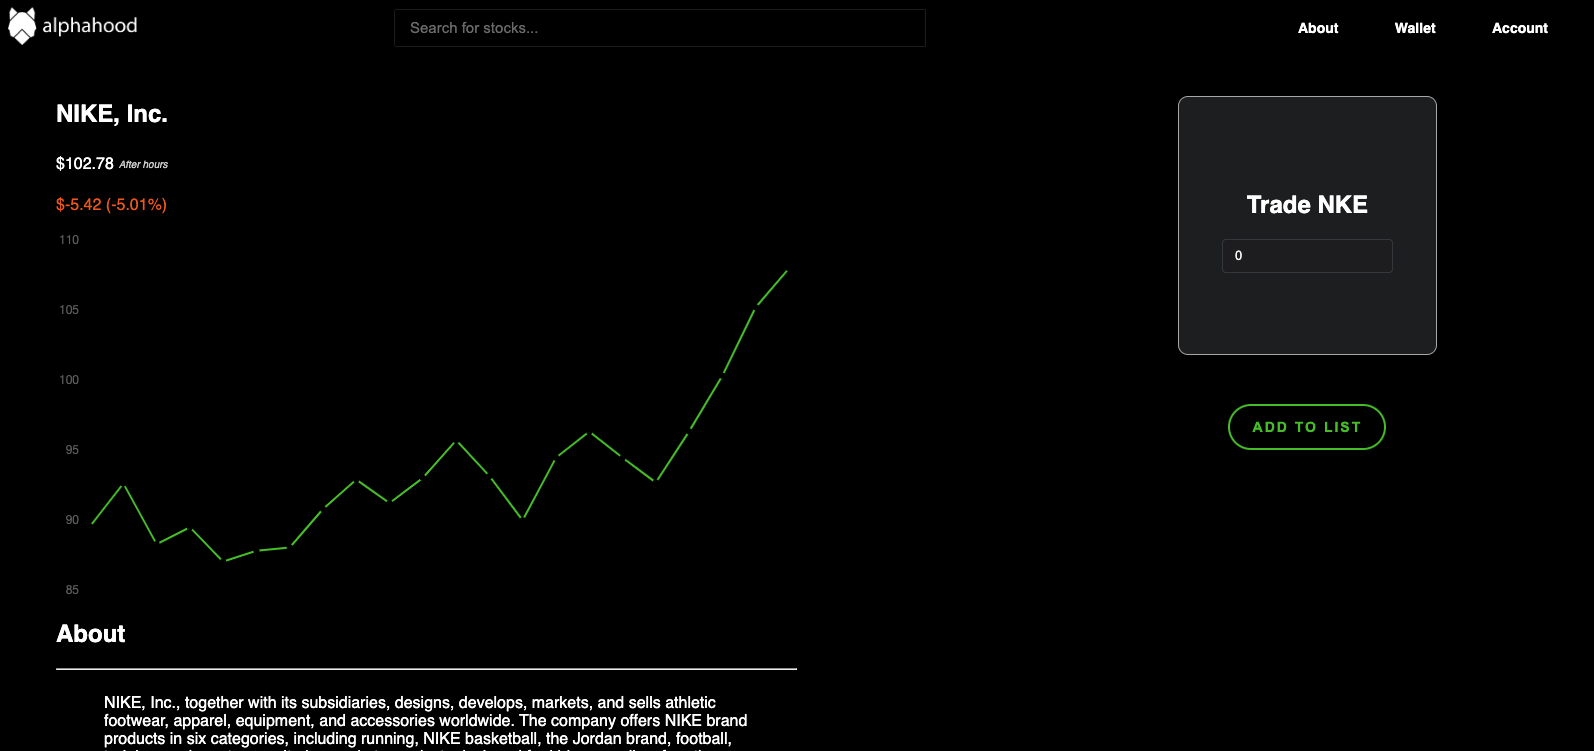 alphahood
Search for stocks...
About
Wallet
Account
NIKE, Inc.
$102.78 After hours
$-5.42 (-5.01%)
110
105
100
95
90
85
Trade NKE
0
ADD TO LIST
About
NIKE, Inc., together with its subsidiaries, designs, develops, markets, and sells athletic
footwear, apparel, equipment, and accessories worldwide. The company offers NIKE brand
products in six categories, including running, NIKE basketball, the Jordan brand, football,